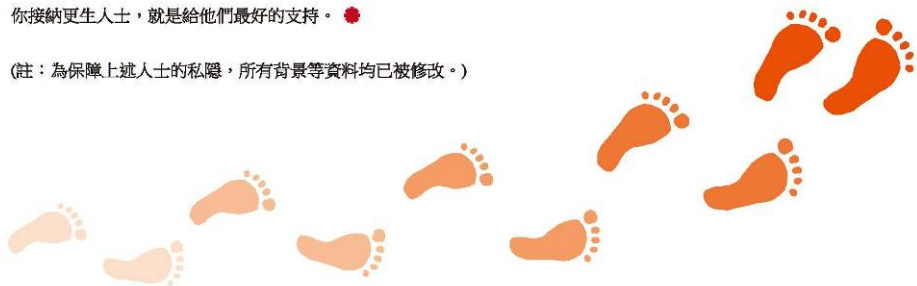 你接納更生人士，就是給他們最好的支持。
(註：為保障上述人士的私隱，所有背景等資料均已被修改。)